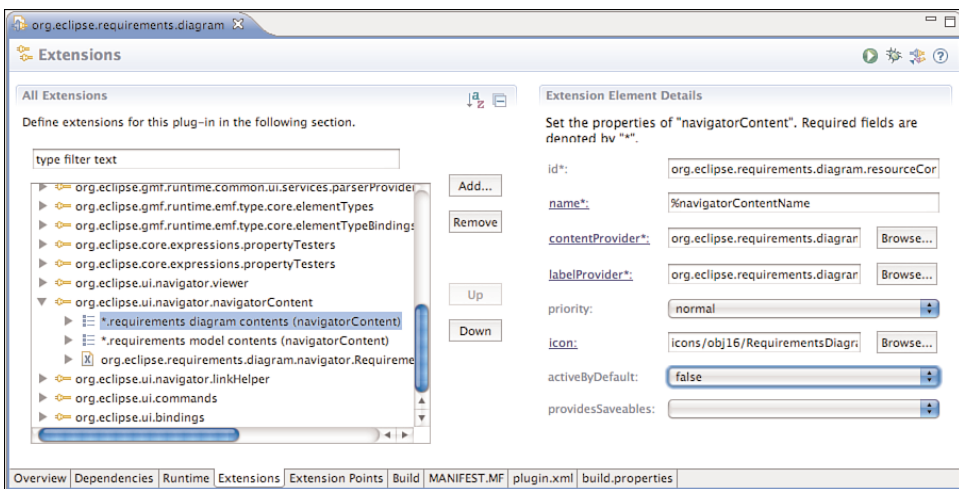 org.eclipse.requirements.diagram
Extensions
All Extensions
Define extensions for this plug-in in the following section.
type filter text
org.eclipse.gmf.runtime.common.ui.services.parserProvider
org.eclipse.gmf.runtime.emf.type.core.elementTypes
org.eclipse.gmf.runtime.emf.type.core.elementTypeBindings
org.eclipse.core.expressions.propertyTesters
org.eclipse.core.expressions.propertyTesters
org.eclipse.ui.navigator.viewer
org.eclipse.ui.navigator.navigatorContent
*.requirements diagram contents (navigatorContent)
*.requirements model contents (navigatorContent)
org.eclipse.requirements.diagram.navigator.Requireme
org.eclipse.ui.navigator.linkHelper
org.eclipse.ui.commands
org.eclipse.ui.bindings
Add...
Remove
Up
Down
Extension Element Details
Set the properties of "navigatorContent". Required fields are
denoted by "*".
id*: org.eclipse.requirements.diagram.resourceCor
name*: %navigatorContentName
contentProvider*: org.eclipse.requirements.diagram Browse...
labelProvider*: org.eclipse.requirements.diagram Browse...
priority: normal
icon: icons/obj16/RequirementsDiagra Browse...
activeByDefault: false
providesSaveables:
Overview Dependencies Runtime Extensions Extension Points Build MANIFEST.MF plugin.xml build.properties